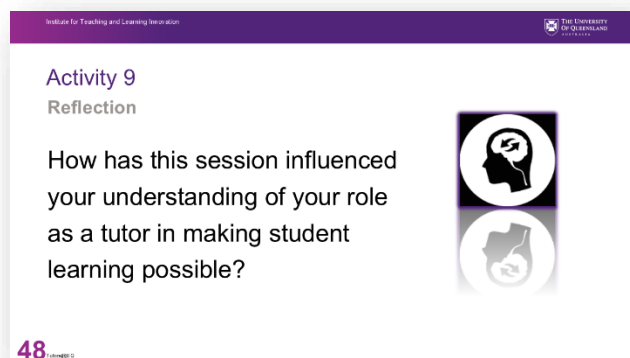 Institute for Teaching and Learning Innovation
THE UNIVERSITY
OF QUEENSLAND
AUSTRALIA
Activity 9
Reflection
How has this session influenced
your understanding of your role
as a tutor in making student
learning possible?
48